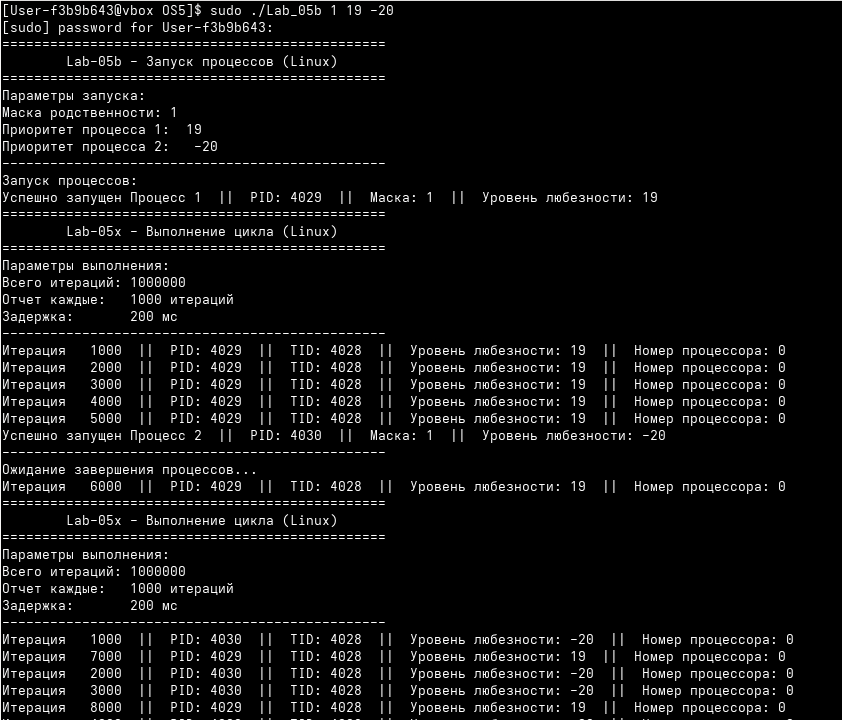 [User-f3b9b643@vbox OS5]$ sudo ./Lab_05b 1 19 -20
[sudo] password for User-f3b9b643:
================================================
        Lab-05b - Запуск процессов (Linux)
================================================
Параметры запуска:
Маска родственности: 1
Приоритет процесса 1:  19
Приоритет процесса 2:   -20
------------------------------------------------
Запуск процессов:
Успешно запущен Процесс 1  ||  PID: 4029  ||  Маска: 1  ||  Уровень любезности: 19
================================================
        Lab-05x - Выполнение цикла (Linux)
================================================
Параметры выполнения:
Всего итераций: 1000000
Отчет каждые:   1000 итераций
Задержка:       200 мс
------------------------------------------------
Итерация   1000  ||  PID: 4029  ||  TID: 4028  ||  Уровень любезности: 19  ||  Номер процессора: 0
Итерация   2000  ||  PID: 4029  ||  TID: 4028  ||  Уровень любезности: 19  ||  Номер процессора: 0
Итерация   3000  ||  PID: 4029  ||  TID: 4028  ||  Уровень любезности: 19  ||  Номер процессора: 0
Итерация   4000  ||  PID: 4029  ||  TID: 4028  ||  Уровень любезности: 19  ||  Номер процессора: 0
Итерация   5000  ||  PID: 4029  ||  TID: 4028  ||  Уровень любезности: 19  ||  Номер процессора: 0
Успешно запущен Процесс 2  ||  PID: 4030  ||  Маска: 1  ||  Уровень любезности: -20
------------------------------------------------
Ожидание завершения процессов...
Итерация   6000  ||  PID: 4029  ||  TID: 4028  ||  Уровень любезности: 19  ||  Номер процессора: 0
================================================
        Lab-05x - Выполнение цикла (Linux)
================================================
Параметры выполнения:
Всего итераций: 1000000
Отчет каждые:   1000 итераций
Задержка:       200 мс
------------------------------------------------
Итерация   1000  ||  PID: 4030  ||  TID: 4028  ||  Уровень любезности: -20  ||  Номер процессора: 0
Итерация   7000  ||  PID: 4029  ||  TID: 4028  ||  Уровень любезности: 19  ||  Номер процессора: 0
Итерация   2000  ||  PID: 4030  ||  TID: 4028  ||  Уровень любезности: -20  ||  Номер процессора: 0
Итерация   3000  ||  PID: 4030  ||  TID: 4028  ||  Уровень любезности: -20  ||  Номер процессора: 0
Итерация   8000  ||  PID: 4029  ||  TID: 4028  ||  Уровень любезности: 19  ||  Номер процессора: 0